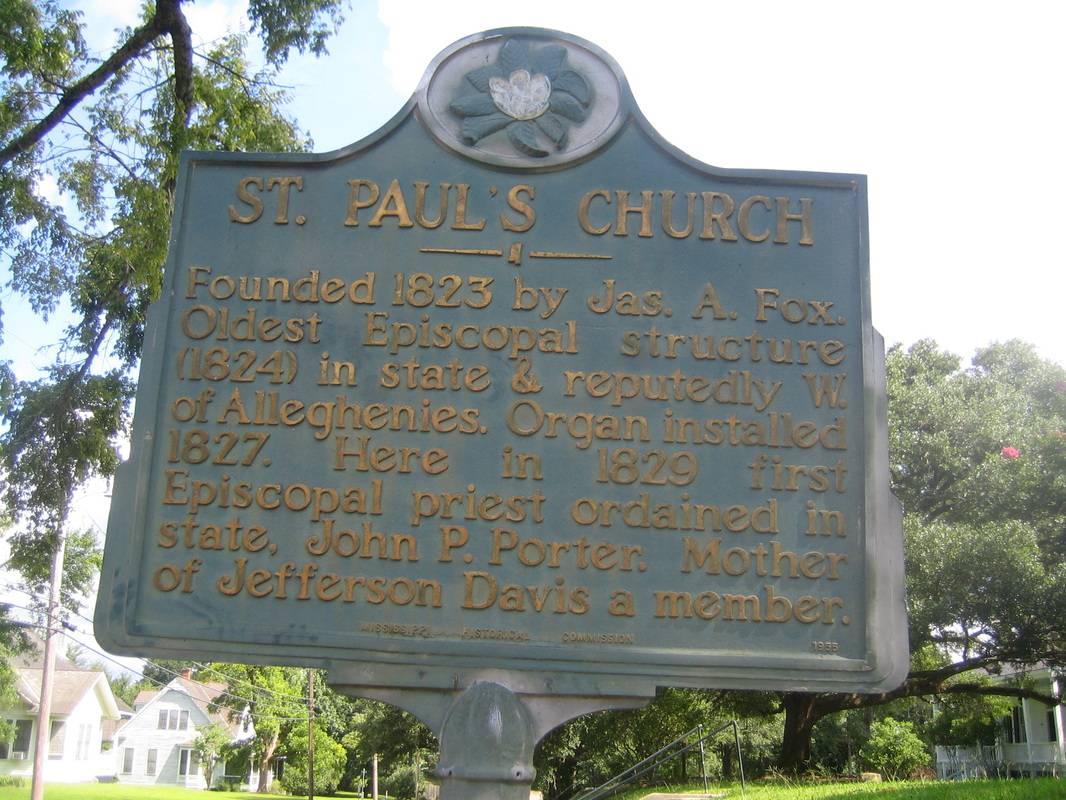 ST. PAUL'S CHURCH
Founded 1823 by Jas. A. Fox.
Oldest Episcopal structure
(1824) in state & reputedly W.
of Alleghenies. Organ installed
1827. Here in 1829 first
Episcopal priest ordained in
state, John P. Porter. Mother
of Jefferson Davis a member.
MISSISSIPPI HISTORICAL COMMISSION